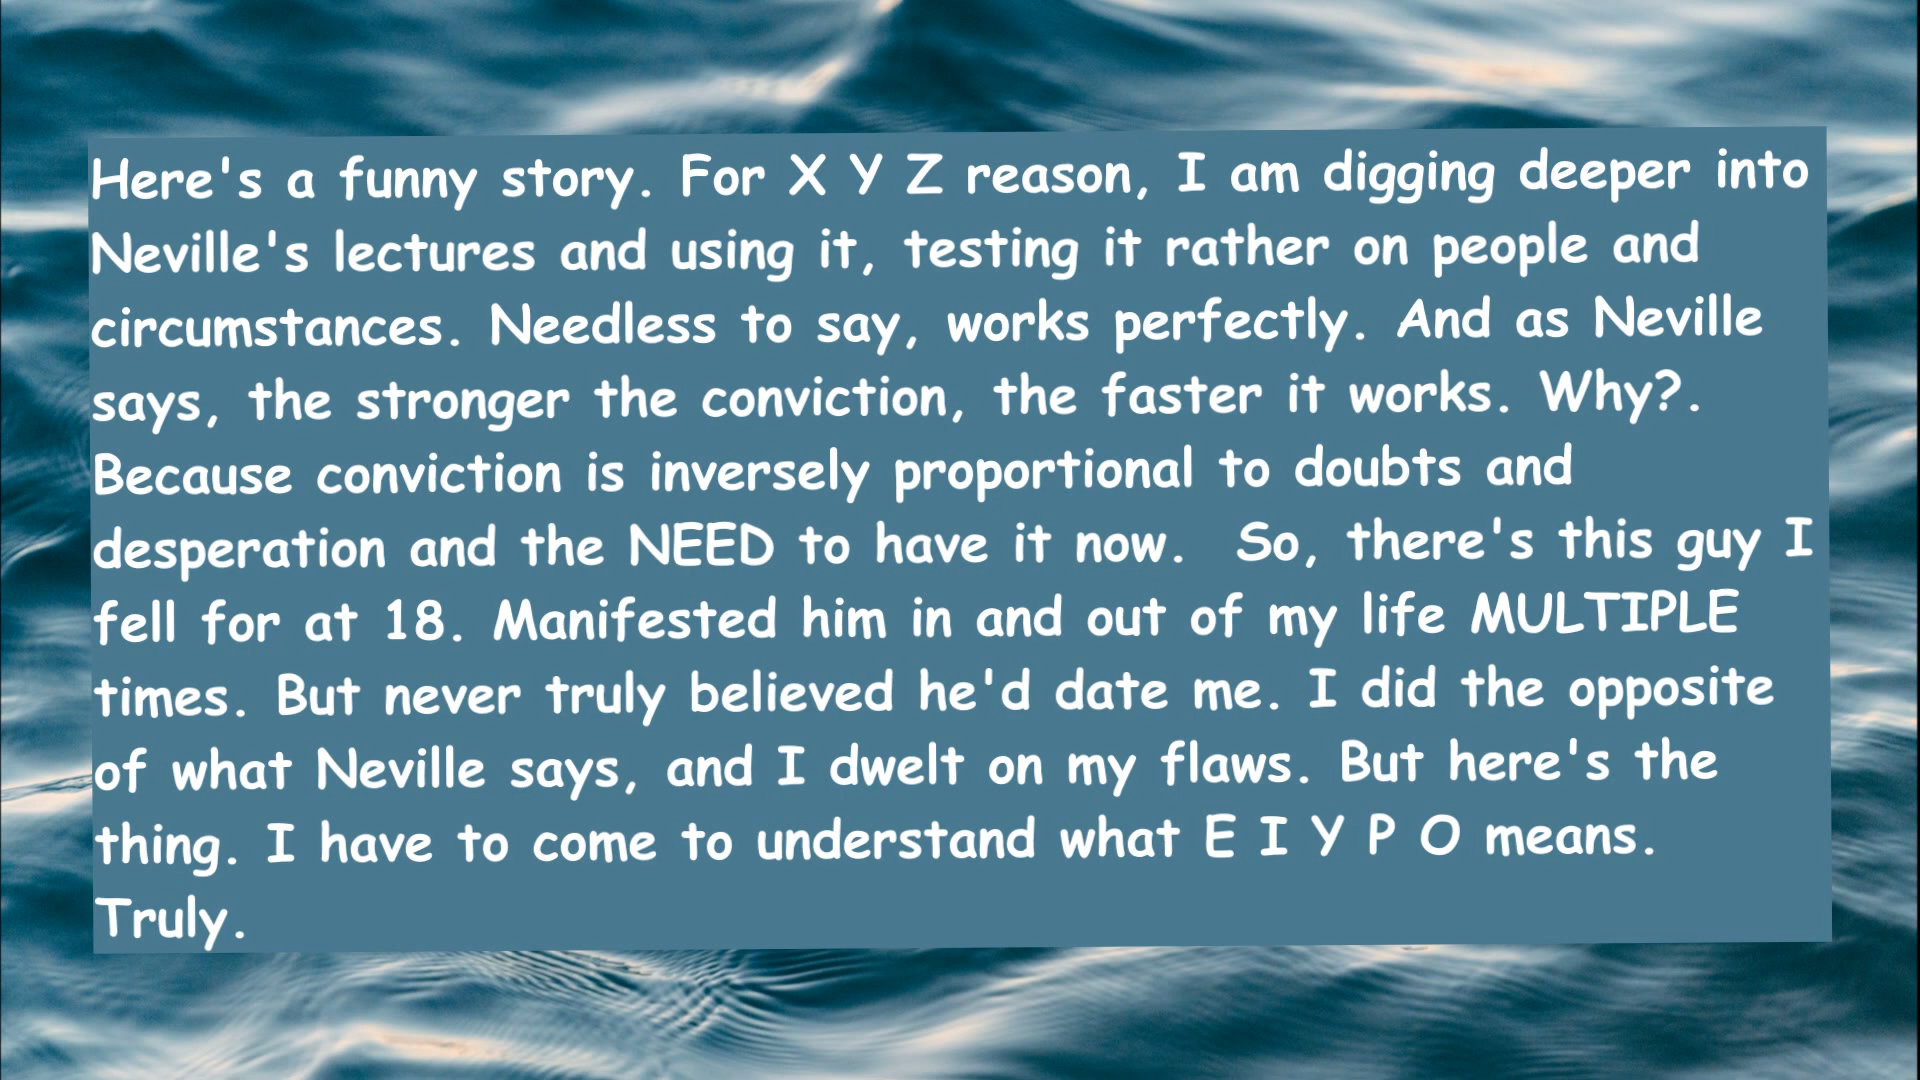 Here's a funny story. For X Y Z reason, I am digging deeper into
Neville's lectures and using it, testing it rather on people and
circumstances. Needless to say, works perfectly. And as Neville
says, the stronger the conviction, the faster it works. Why?.
Because conviction is inversely proportional to doubts and
desperation and the NEED to have it now.  So, there's this guy I
fell for at 18. Manifested him in and out of my life MULTIPLE
times. But never truly believed he'd date me. I did the opposite
of what Neville says, and I dwelt on my flaws. But here's the
thing. I have to come to understand what E I Y P O means.
Truly.